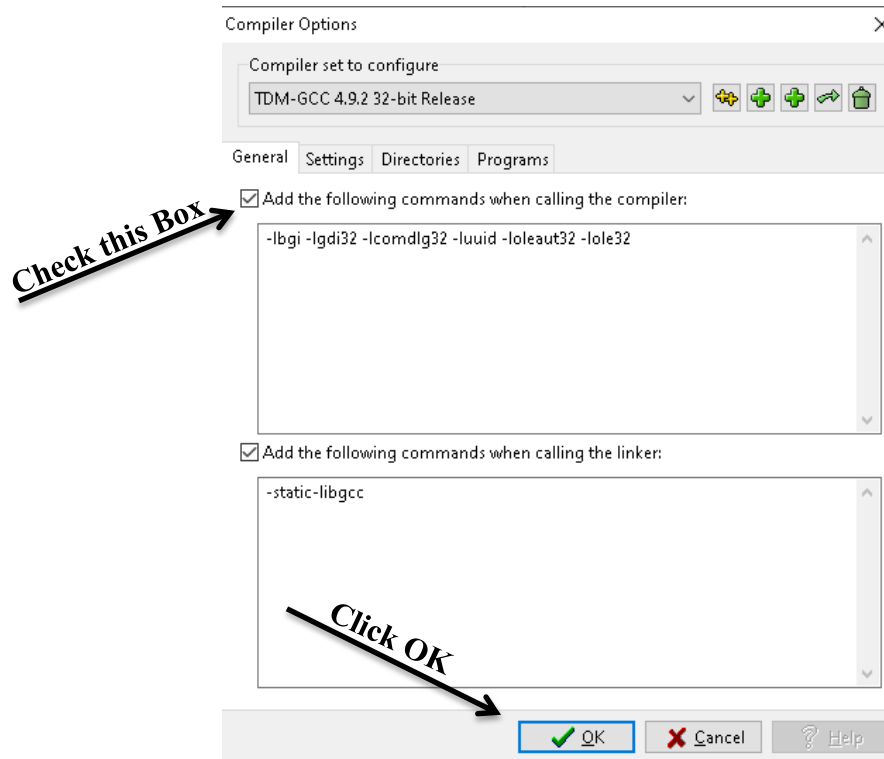 Compiler Options
Compiler set to configure
TDM-GCC 4.9.2 32-bit Release
General Settings Directories Programs
Check this Box
Add the following commands when calling the compiler:
-lbgi -lgdi32 -lcomdlg32 -luuid -loleaut32 -lole32
Add the following commands when calling the linker:
-static-libgcc
Click OK
OK Cancel Help